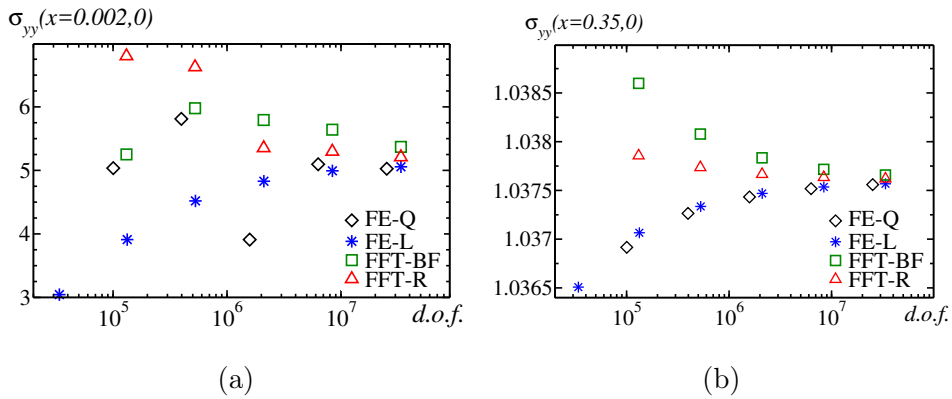 σyy(x=0.002,0)
6
5
4
3
10^5
10^6
10^7
d.o.f.
FE-Q
FE-L
FFT-BF
FFT-R
(a)
σyy(x=0.35,0)
1.0385
1.038
1.0375
1.037
1.0365
10^5
10^6
10^7
d.o.f.
FE-Q
FE-L
FFT-BF
FFT-R
(b)